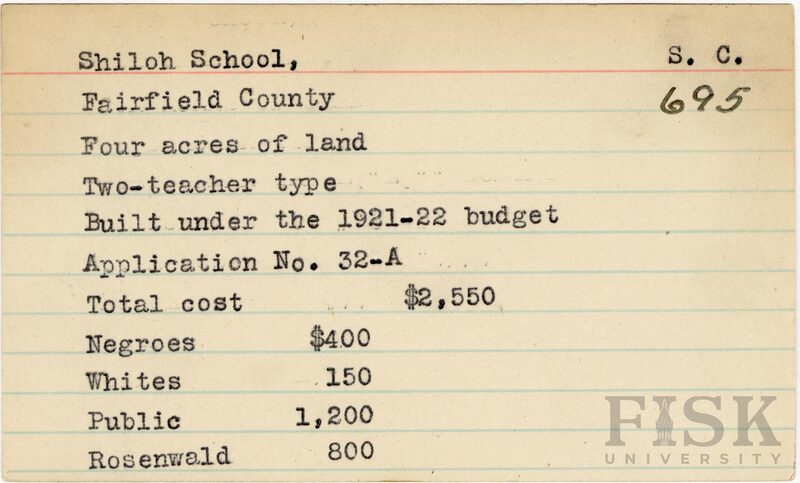 Shiloh School, S. C.
Fairfield County 695
Four acres of land
Two-teacher type
Built under the 1921-22 budget
Application No. 32-A
Total cost $2,550
Negroes $400
Whites 150
Public 1,200
Rosenwald 800
FISK
UNIVERSITY